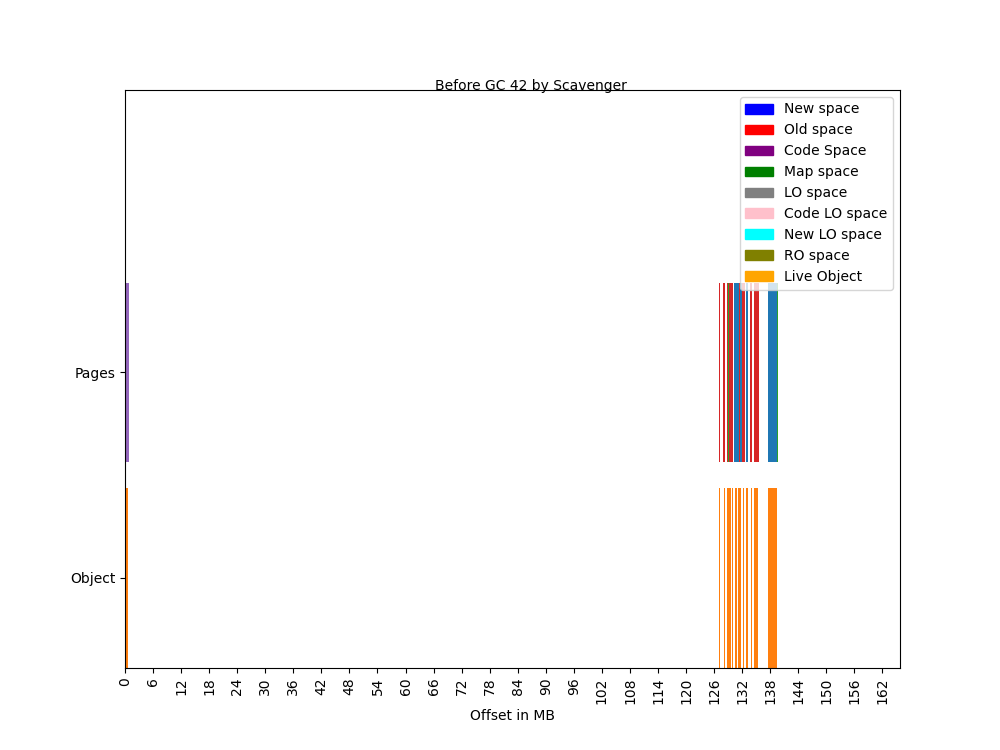 Before GC 42 by Scavenger
New space
Old space
Code Space
Map space
LO space
Code LO space
New LO space
RO space
Live Object
Pages
Object
0 6 12 18 24 30 36 42 48 54 60 66 72 78 84 90 96 102 108 114 120 126 132 138 144 150 156 162
Offset in MB